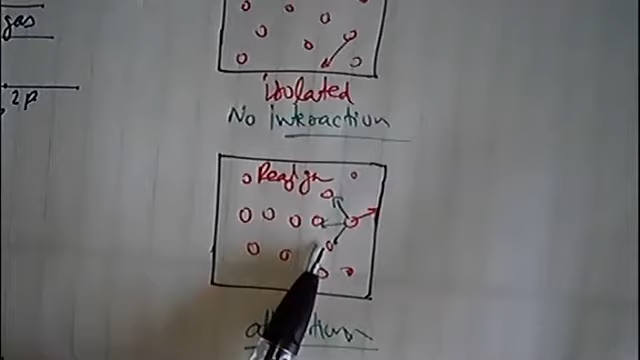 gas
, 2P
isolated
No interaction
Real gas